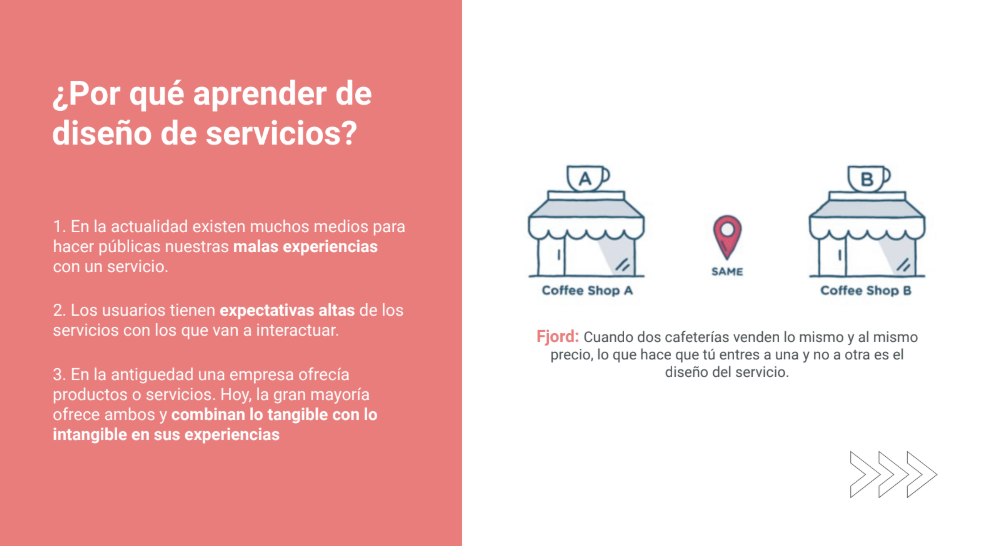 ¿Por qué aprender de
diseño de servicios?
1. En la actualidad existen muchos medios para
hacer públicas nuestras malas experiencias
con un servicio.
2. Los usuarios tienen expectativas altas de los
servicios con los que van a interactuar.
3. En la antiguedad una empresa ofrecía
productos o servicios. Hoy, la gran mayoría
ofrece ambos y combinan lo tangible con lo
intangible en sus experiencias
A
B
SAME
Coffee Shop A
Coffee Shop B
Fjord: Cuando dos cafeterías venden lo mismo y al mismo
precio, lo que hace que tú entres a una y no a otra es el
diseño del servicio.